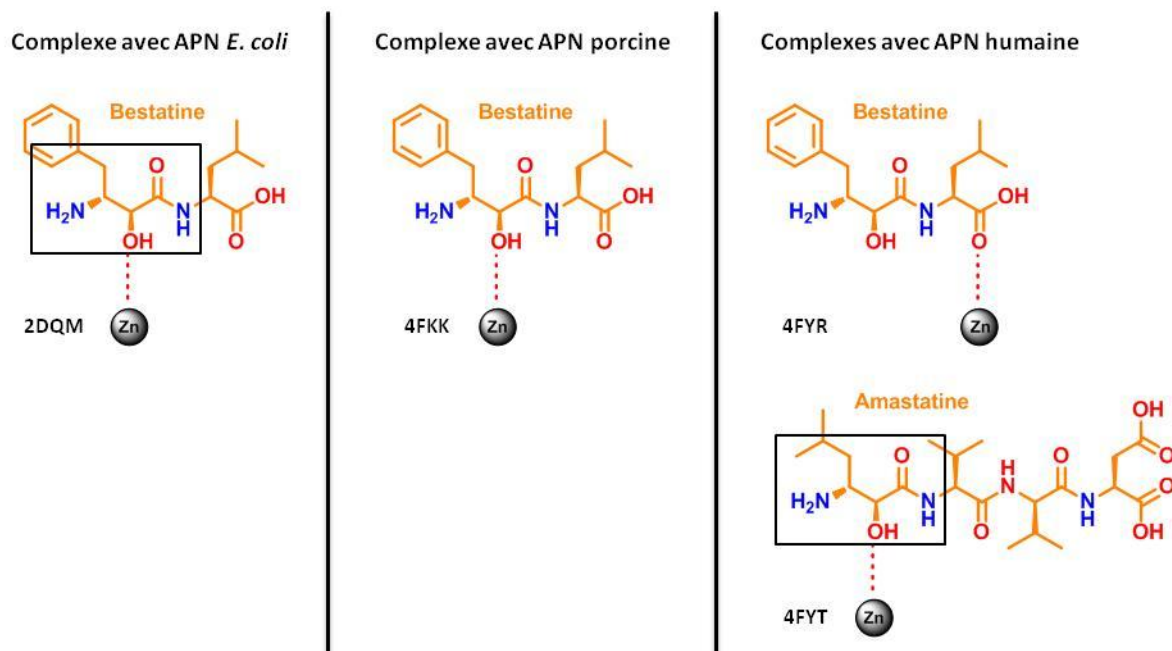 Complexe avec APN E. coli
Bestatine
O
H2N
OH
N
H
O
OH
2DQM
Zn
Complexe avec APN porcine
Bestatine
O
H2N
OH
N
H
O
OH
4FKK
Zn
Complexes avec APN humaine
Bestatine
O
H2N
OH
N
H
O
OH
4FYR
Zn
Amastatine
O
H2N
OH
N
H
O
H
N
O
N
H
OH
O
O
OH
4FYT
Zn